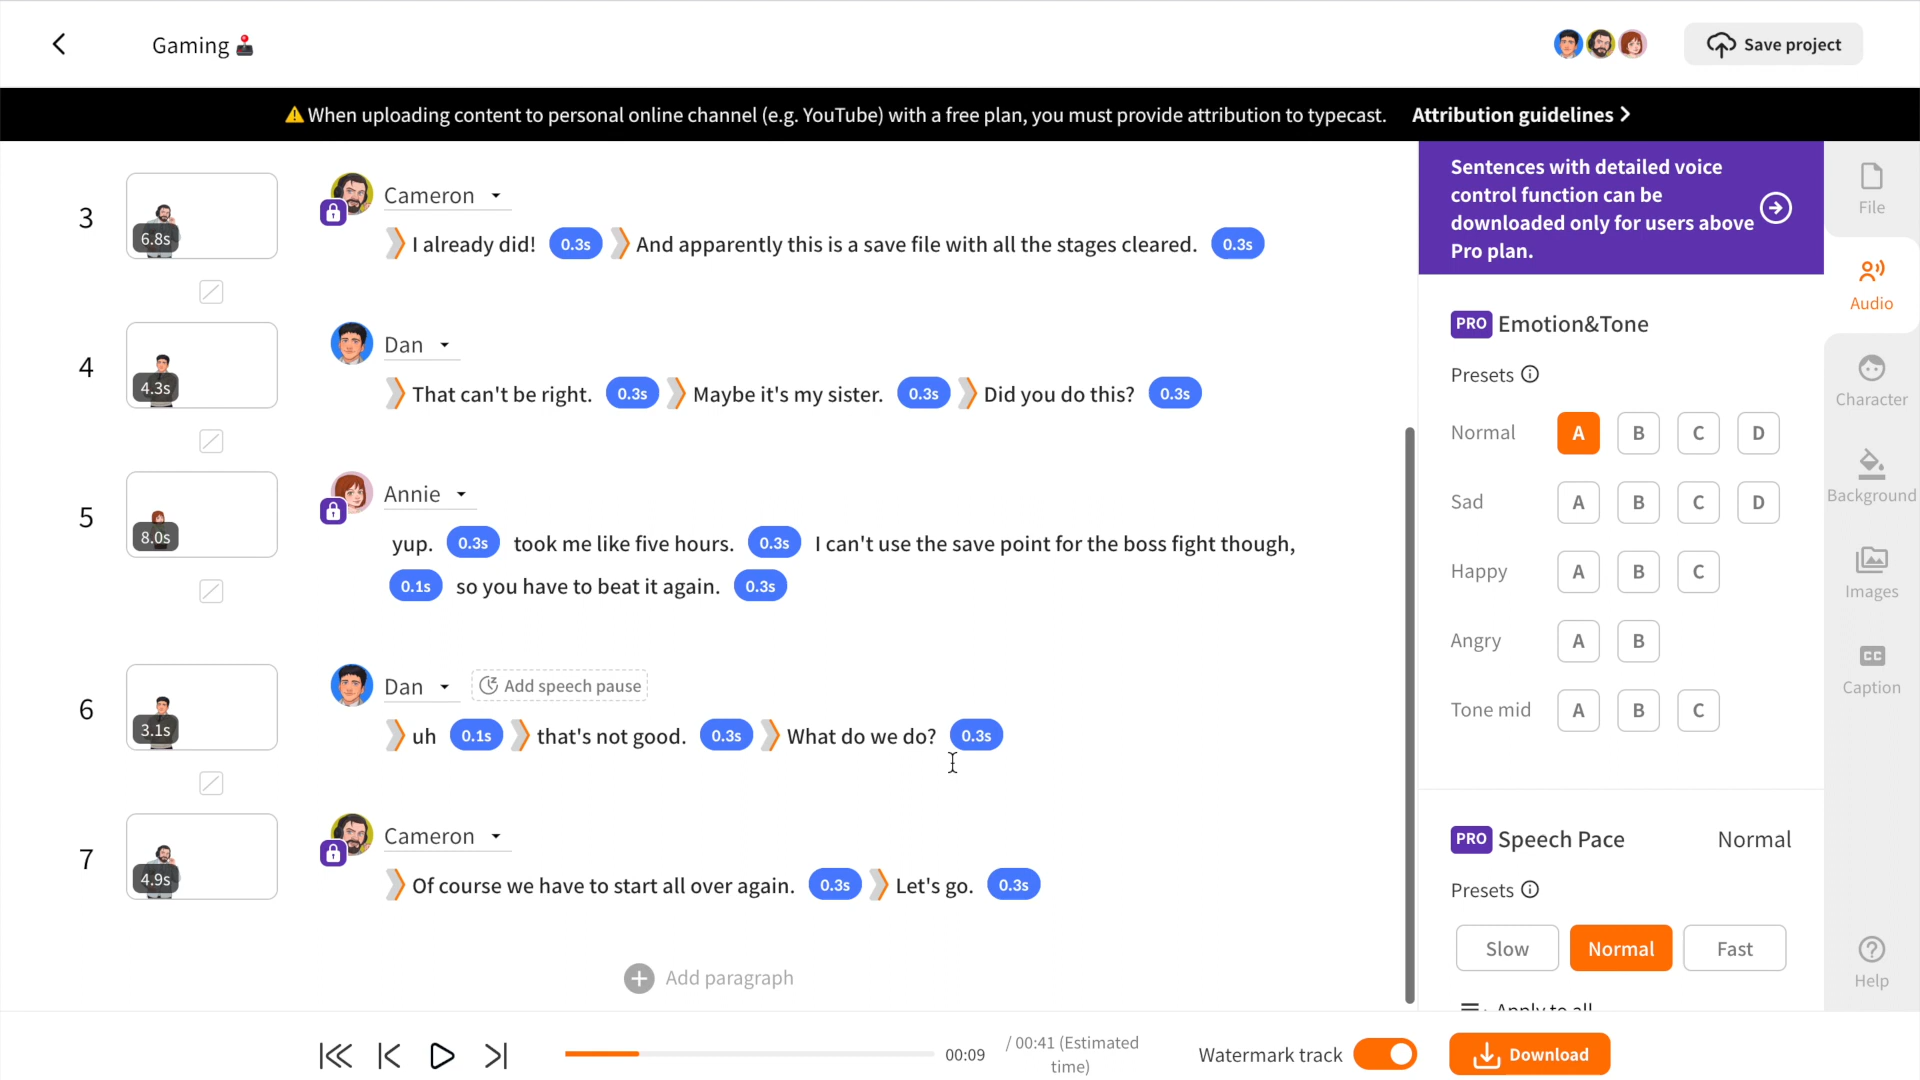 Gaming
Save project
When uploading content to personal online channel (e.g. YouTube) with a free plan, you must provide attribution to typecast. Attribution guidelines
3
6.8s
Cameron
I already did! 0.3s And apparently this is a save file with all the stages cleared. 0.3s
4
4.3s
Dan
That can't be right. 0.3s Maybe it's my sister. 0.3s Did you do this? 0.3s
5
8.0s
Annie
yup. 0.3s took me like five hours. 0.3s I can't use the save point for the boss fight though,
0.1s so you have to beat it again. 0.3s
6
3.1s
Dan
Add speech pause
uh 0.1s that's not good. 0.3s What do we do? 0.3s
7
4.9s
Cameron
Of course we have to start all over again. 0.3s Let's go. 0.3s
Add paragraph
Sentences with detailed voice
control function can be
downloaded only for users above
Pro plan.
PRO Emotion&Tone
Presets
Normal A B C D
Sad A B C D
Happy A B C
Angry A B
Tone mid A B C
PRO Speech Pace Normal
Presets
Slow Normal Fast
Apply to all
File
Audio
Character
Background
Images
CC
Caption
Help
00:09
/ 00:41 (Estimated
time)
Watermark track
Download